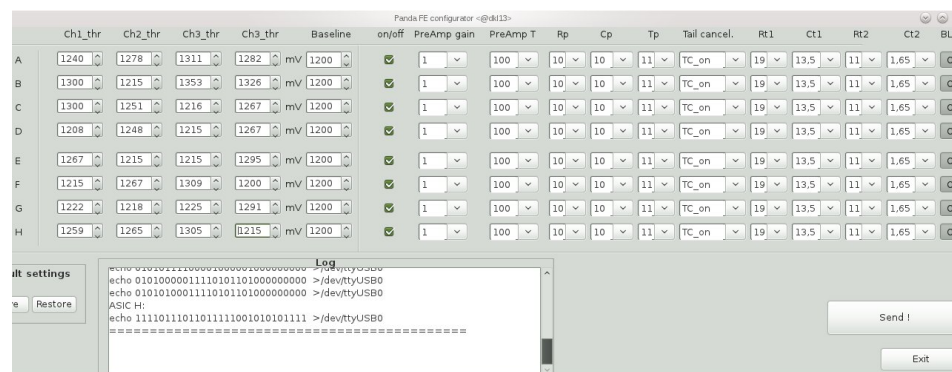 Panda FE configurator <@dkl13>
Ch1_thr Ch2_thr Ch3_thr Ch3_thr Baseline on/off PreAmp gain PreAmp T Rp Cp Tp Tail cancel. Rt1 Ct1 Rt2 Ct2 BL
A 1240 1278 1311 1282 mV 1200 1 100 10 10 11 TC_on 19 13,5 11 1,65
B 1300 1215 1353 1326 mV 1200 1 100 10 10 11 TC_on 19 13,5 11 1,65
C 1300 1251 1216 1267 mV 1200 1 100 10 10 11 TC_on 19 13,5 11 1,65
D 1208 1248 1215 1267 mV 1200 1 100 10 10 11 TC_on 19 13,5 11 1,65
E 1267 1215 1215 1295 mV 1200 1 100 10 10 11 TC_on 19 13,5 11 1,65
F 1215 1267 1309 1200 mV 1200 1 100 10 10 11 TC_on 19 13,5 11 1,65
G 1222 1218 1225 1291 mV 1200 1 100 10 10 11 TC_on 19 13,5 11 1,65
H 1259 1265 1305 1215 mV 1200 1 100 10 10 11 TC_on 19 13,5 11 1,65
ult settings
re Restore
Log
echo >/dev/ttyUSB0
echo 0101000001111010110100000000 >/dev/ttyUSB0
echo 0101010001111010110100000000 >/dev/ttyUSB0
ASIC H:
echo 1111011101101111100101010111 >/dev/ttyUSB0
============================================
Send !
Exit